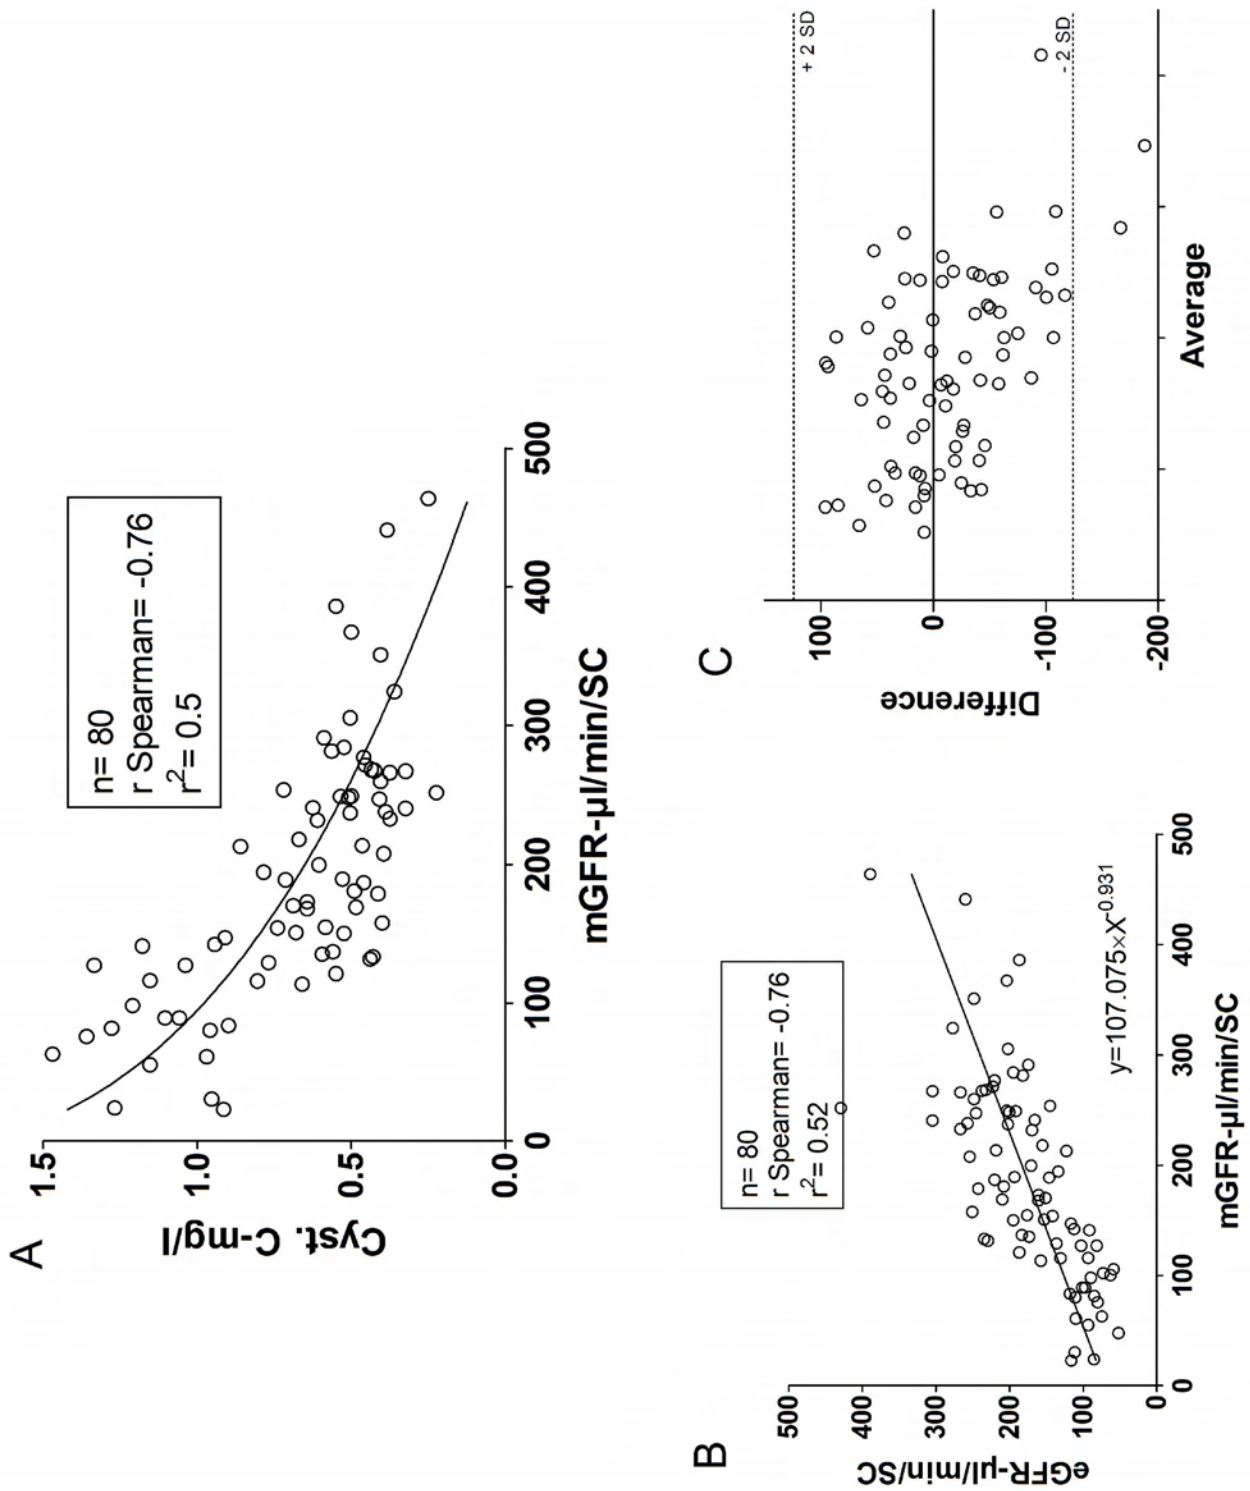 A
Cyst. C-mg/l
1.5
1.0
0.5
0.0
n= 80
r Spearman= -0.76
r²= 0.5
0
100
200
300
400
500
mGFR-µl/min/SC
B
eGFR-µl/min/SC
500
400
300
200
100
0
n= 80
r Spearman= -0.76
r²= 0.52
y=107.075×X⁻⁰·⁹³¹
0
100
200
300
400
500
mGFR-µl/min/SC
C
Difference
100
0
-100
-200
+ 2 SD
- 2 SD
Average